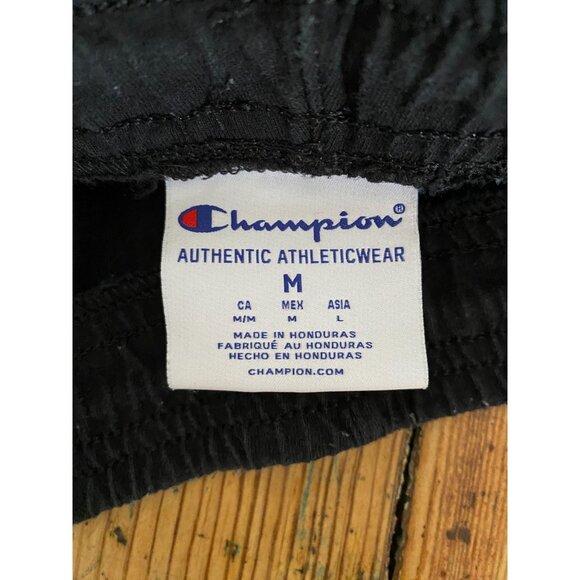 Champion®
AUTHENTIC ATHLETICWEAR
M
CA MEX ASIA
M/M M L
MADE IN HONDURAS
FABRIQUÉ AU HONDURAS
HECHO EN HONDURAS
CHAMPION.COM